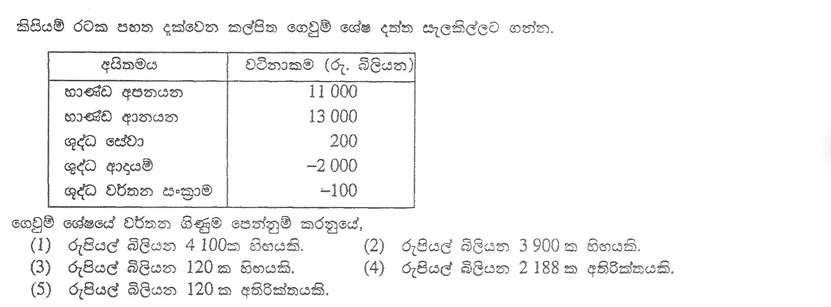 කිසියම් රටක පහත දැක්වෙන කල්පිත ගෙවුම් ශේෂ දත්ත සැලකිල්ලට ගන්න.
අයිතමය වටිනාකම (රු. බිලියන)
භාණ්ඩ අපනයන 11 000
භාණ්ඩ ආනයන 13 000
ශුද්ධ සේවා 200
ශුද්ධ ආදායම් –2 000
ශුද්ධ වර්තන සංක්‍රාම –100
ගෙවුම් ශේෂයේ වර්තන ගිණුම පෙන්නුම් කරනුයේ,
(1) රුපියල් බිලියන 4 100ක හිඟයකි. (2) රුපියල් බිලියන 3 900 ක හිඟයකි.
(3) රුපියල් බිලියන 120 ක හිඟයකි. (4) රුපියල් බිලියන 2 188 ක අතිරික්තයකි.
(5) රුපියල් බිලියන 120 ක අතිරික්තයකි.